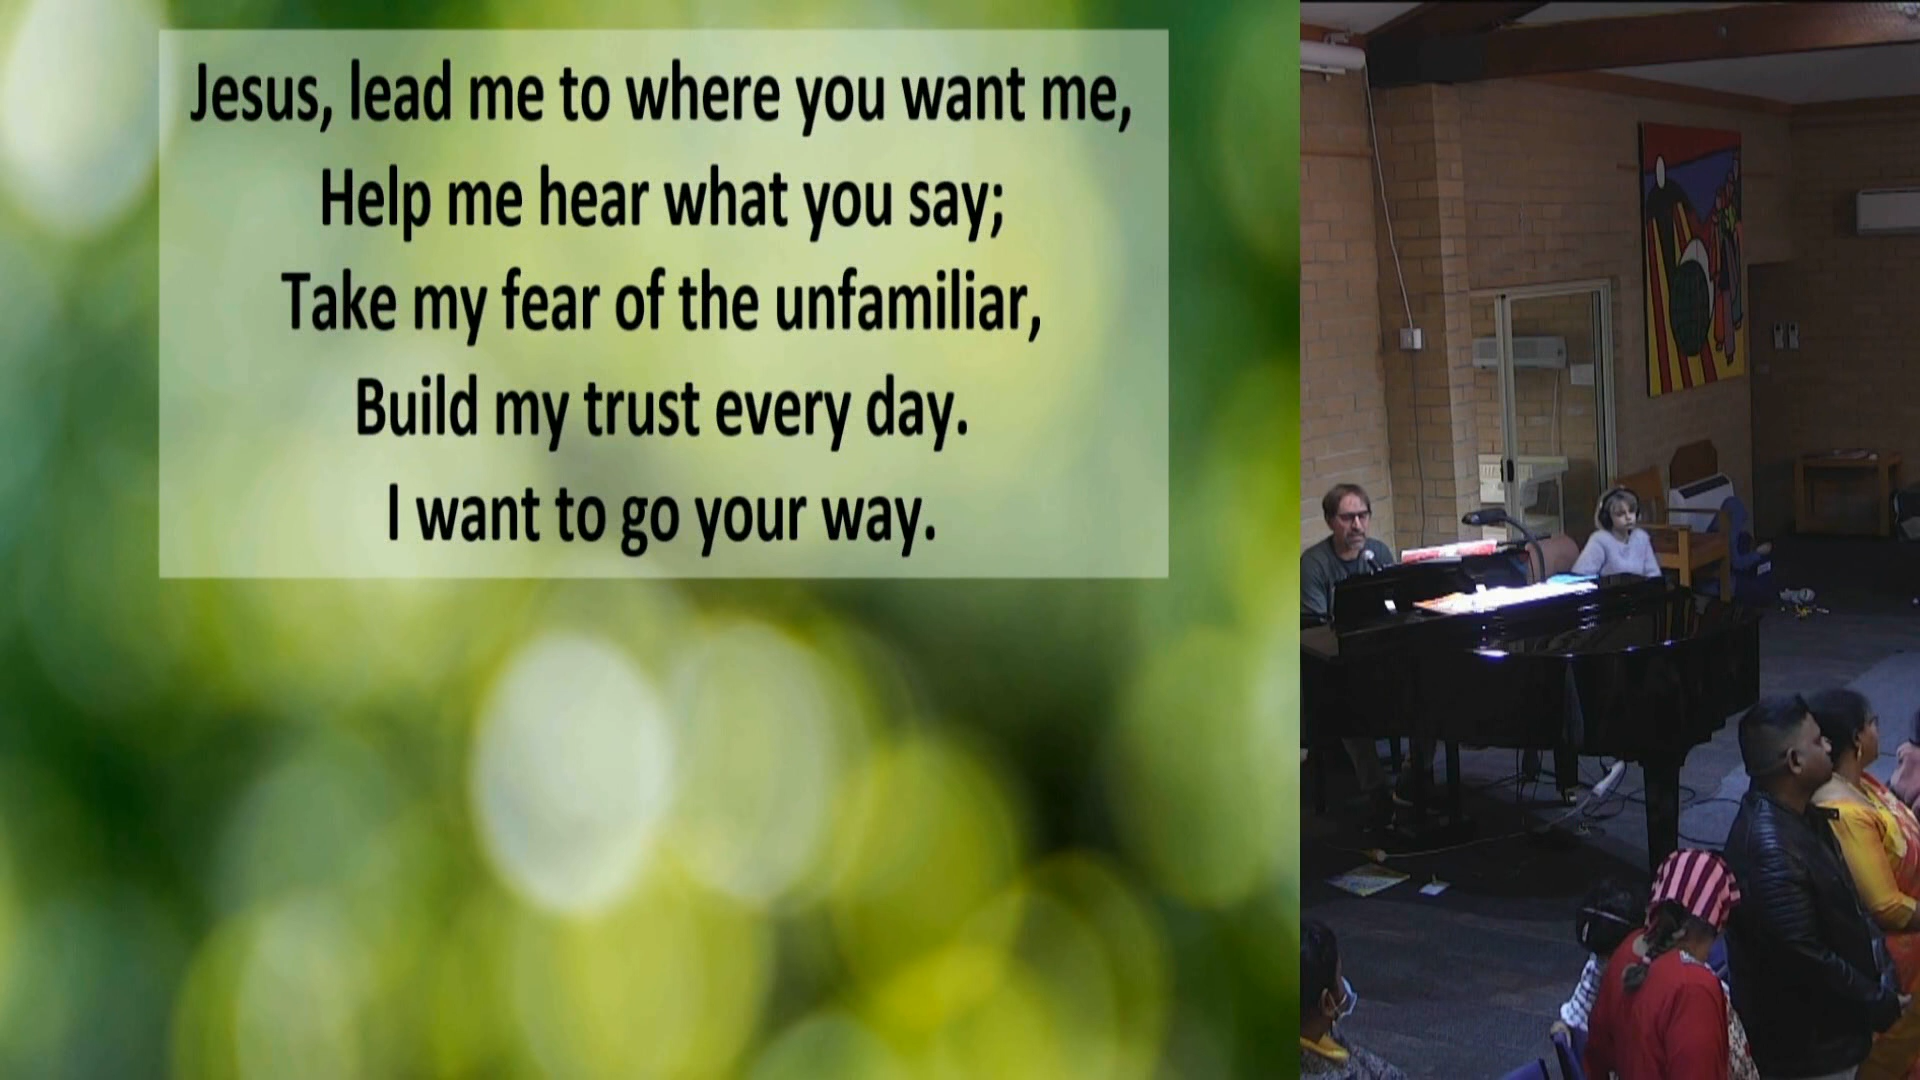 Jesus, lead me to where you want me,
Help me hear what you say;
Take my fear of the unfamiliar,
Build my trust every day.
I want to go your way.